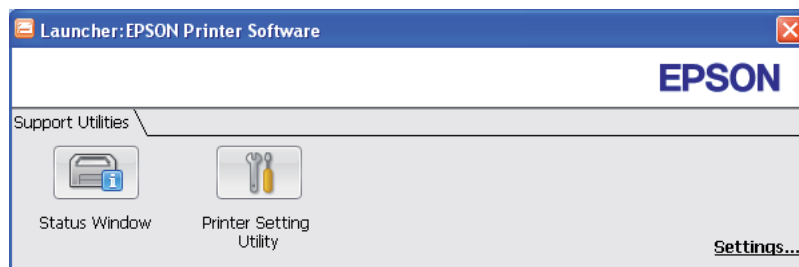 Launcher:EPSON Printer Software
EPSON
Support Utilities
Status Window
Printer Setting
Utility
Settings...